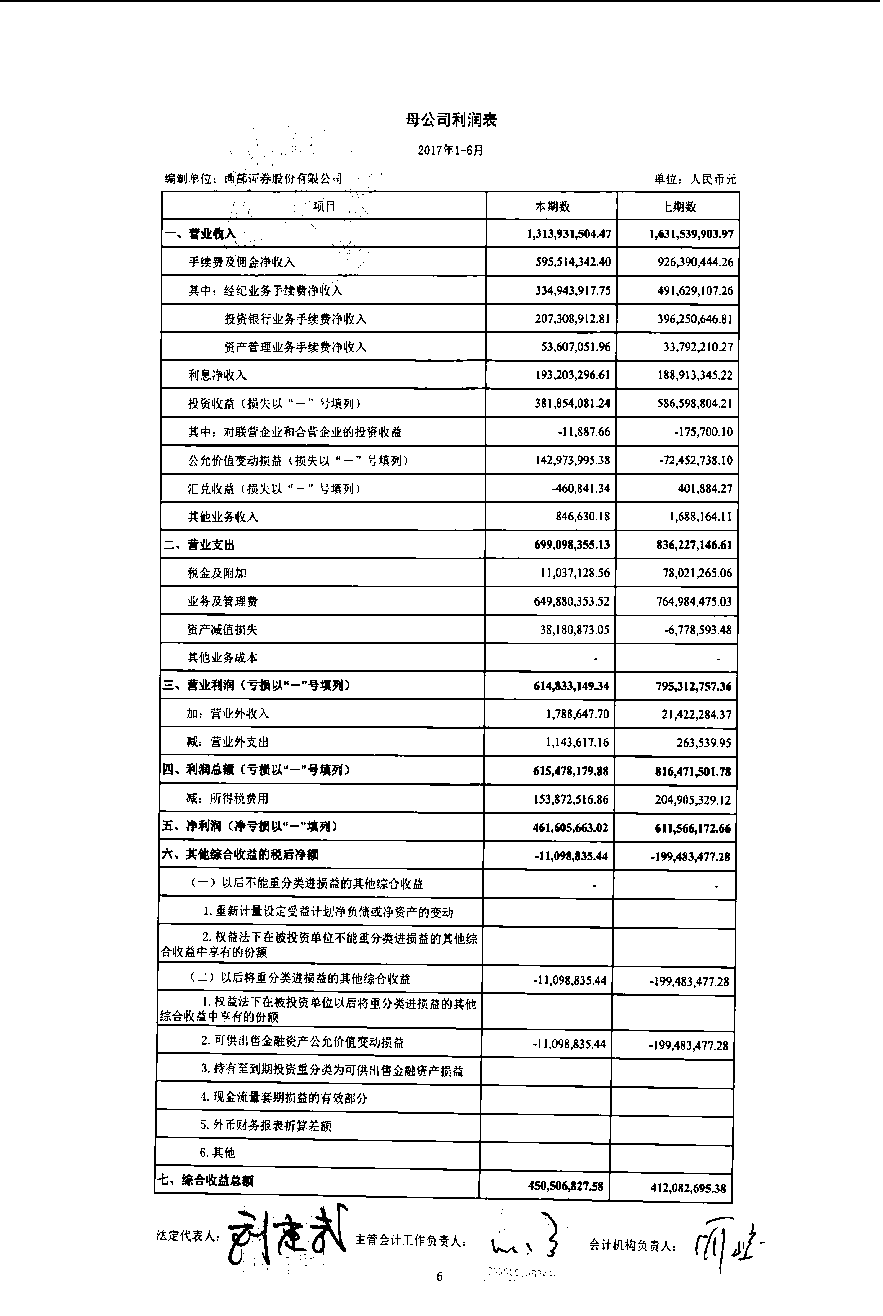 母公司利润表
2017年1-6月
编制单位：西部证券股份有限公司 单位：人民币元
项目 本期数 上期数
一、营业收入 1,313,931,504.47 1,631,539,903.97
手续费及佣金净收入 595,514,342.40 926,390,444.26
其中：经纪业务手续费净收入 334,943,917.75 491,629,107.26
投资银行业务手续费净收入 207,308,912.81 396,250,646.81
资产管理业务手续费净收入 53,607,051.96 33,792,210.27
利息净收入 193,203,296.61 188,913,345.22
投资收益（损失以“－”号填列） 381,854,081.24 586,598,804.21
其中：对联营企业和合营企业的投资收益 -11,887.66 -175,700.10
公允价值变动损益（损失以“－”号填列） 142,973,995.38 -72,452,738.10
汇兑收益（损失以“－”号填列） -460,841.34 401,884.27
其他业务收入 846,630.18 1,688,164.11
二、营业支出 699,098,355.13 836,227,146.61
税金及附加 11,037,128.56 78,021,265.06
业务及管理费 649,880,353.52 764,984,475.03
资产减值损失 38,180,873.05 -6,778,593.48
其他业务成本 - -
三、营业利润（亏损以“－”号填列） 614,833,149.34 795,312,757.36
加：营业外收入 1,788,647.70 21,422,284.37
减：营业外支出 1,143,617.16 263,539.95
四、利润总额（亏损以“－”号填列） 615,478,179.88 816,471,501.78
减：所得税费用 153,872,516.86 204,905,329.12
五、净利润（净亏损以“－”填列） 461,605,663.02 611,566,172.66
六、其他综合收益的税后净额 -11,098,835.44 -199,483,477.28
（一）以后不能重分类进损益的其他综合收益 - -
1.重新计量设定受益计划净负债或净资产的变动
2.权益法下在被投资单位不能重分类进损益的其他综
合收益中享有的份额
（二）以后将重分类进损益的其他综合收益 -11,098,835.44 -199,483,477.28
1.权益法下在被投资单位以后将重分类进损益的其他
综合收益中享有的份额
2.可供出售金融资产公允价值变动损益 -11,098,835.44 -199,483,477.28
3.持有至到期投资重分类为可供出售金融资产损益
4.现金流量套期损益的有效部分
5.外币财务报表折算差额
6.其他
七、综合收益总额 450,506,827.58 412,082,695.38
法定代表人：刘建武 主管会计工作负责人： 会计机构负责人：
6